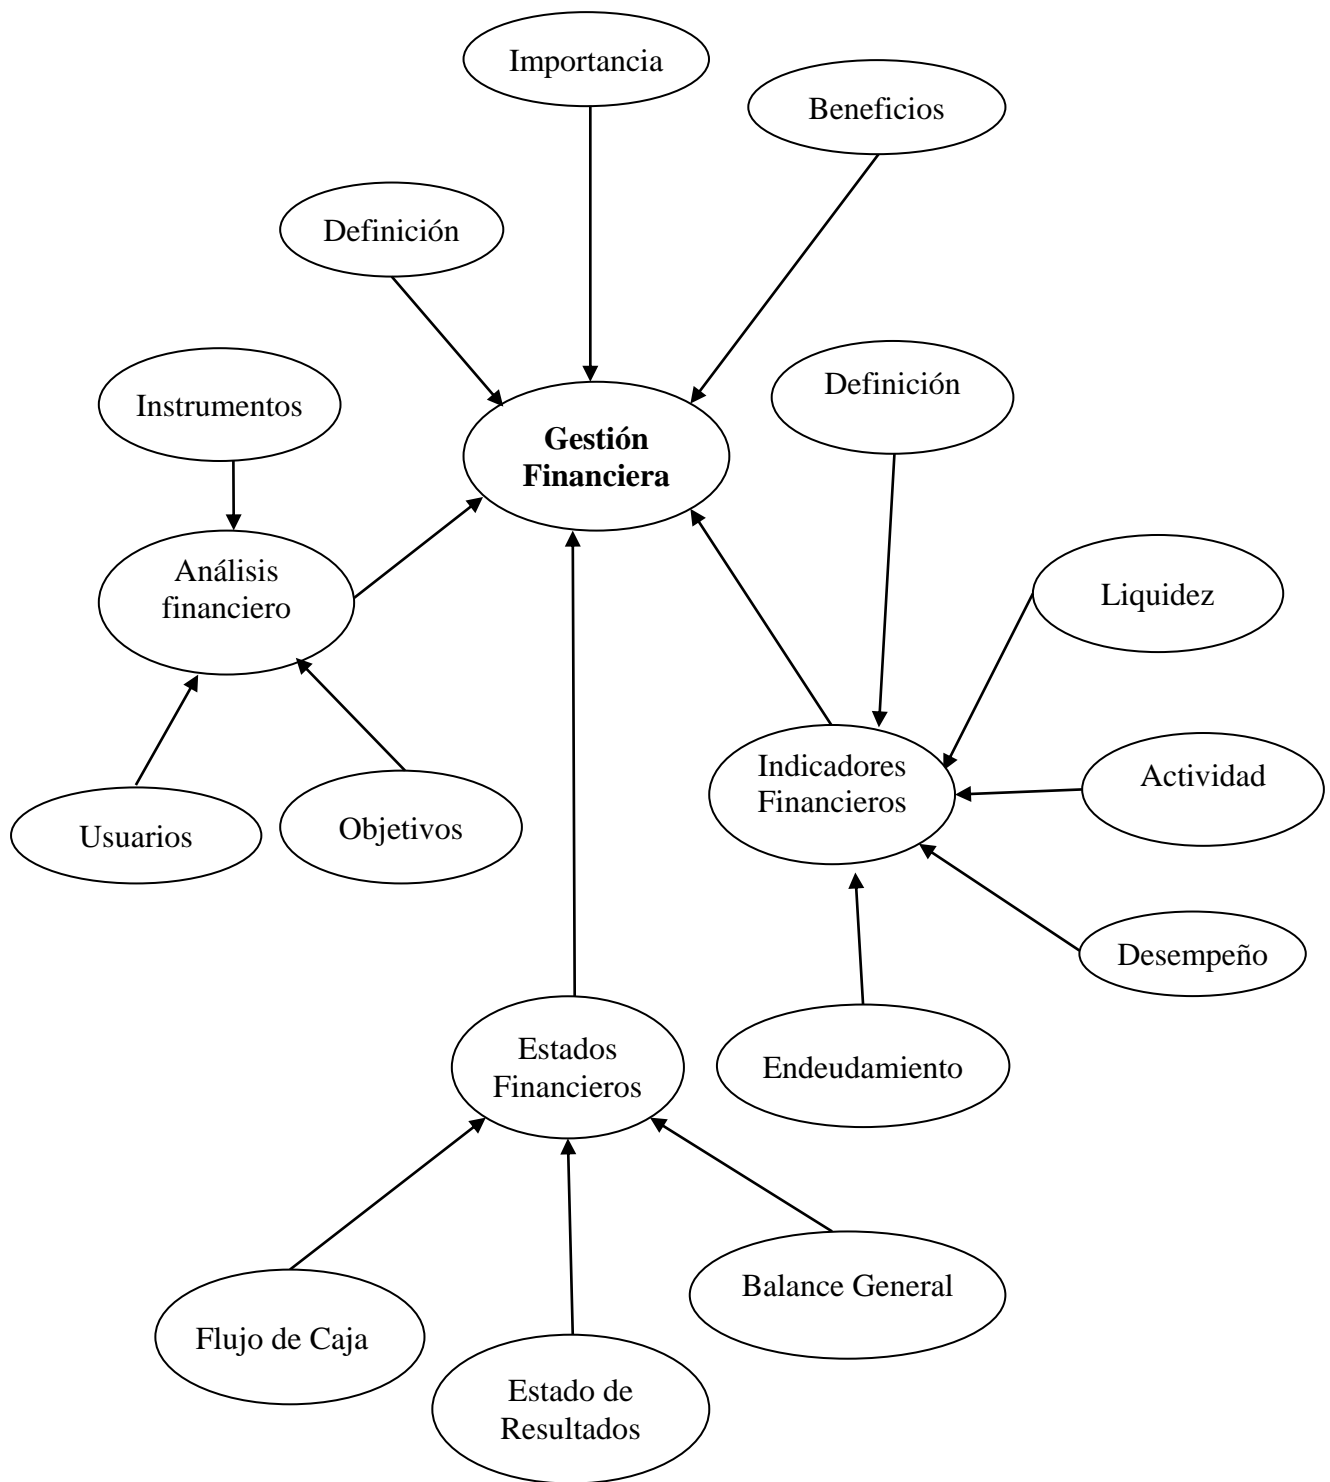 Importancia
Beneficios
Definición
Definición
Instrumentos
Gestión
Financiera
Análisis
financiero
Liquidez
Indicadores
Financieros
Actividad
Usuarios
Objetivos
Desempeño
Estados
Financieros
Endeudamiento
Balance General
Flujo de Caja
Estado de
Resultados